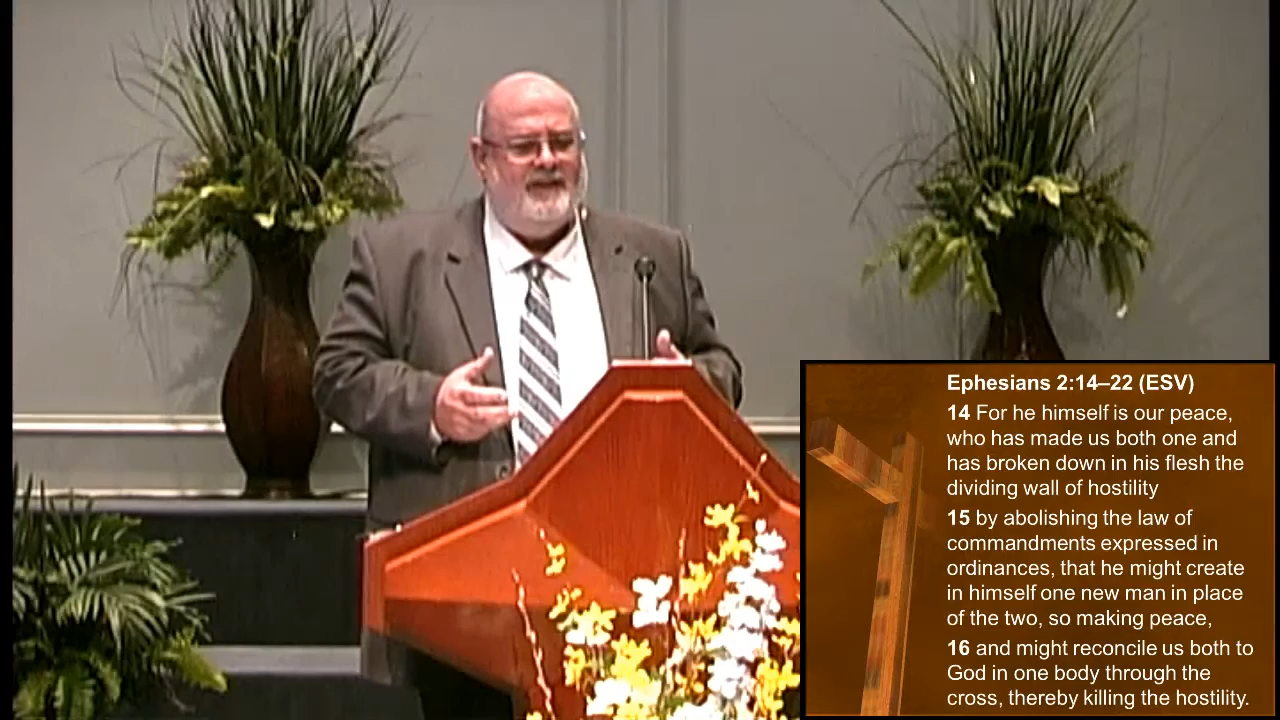 Ephesians 2:14–22 (ESV)
14 For he himself is our peace,
who has made us both one and
has broken down in his flesh the
dividing wall of hostility
15 by abolishing the law of
commandments expressed in
ordinances, that he might create
in himself one new man in place
of the two, so making peace,
16 and might reconcile us both to
God in one body through the
cross, thereby killing the hostility.